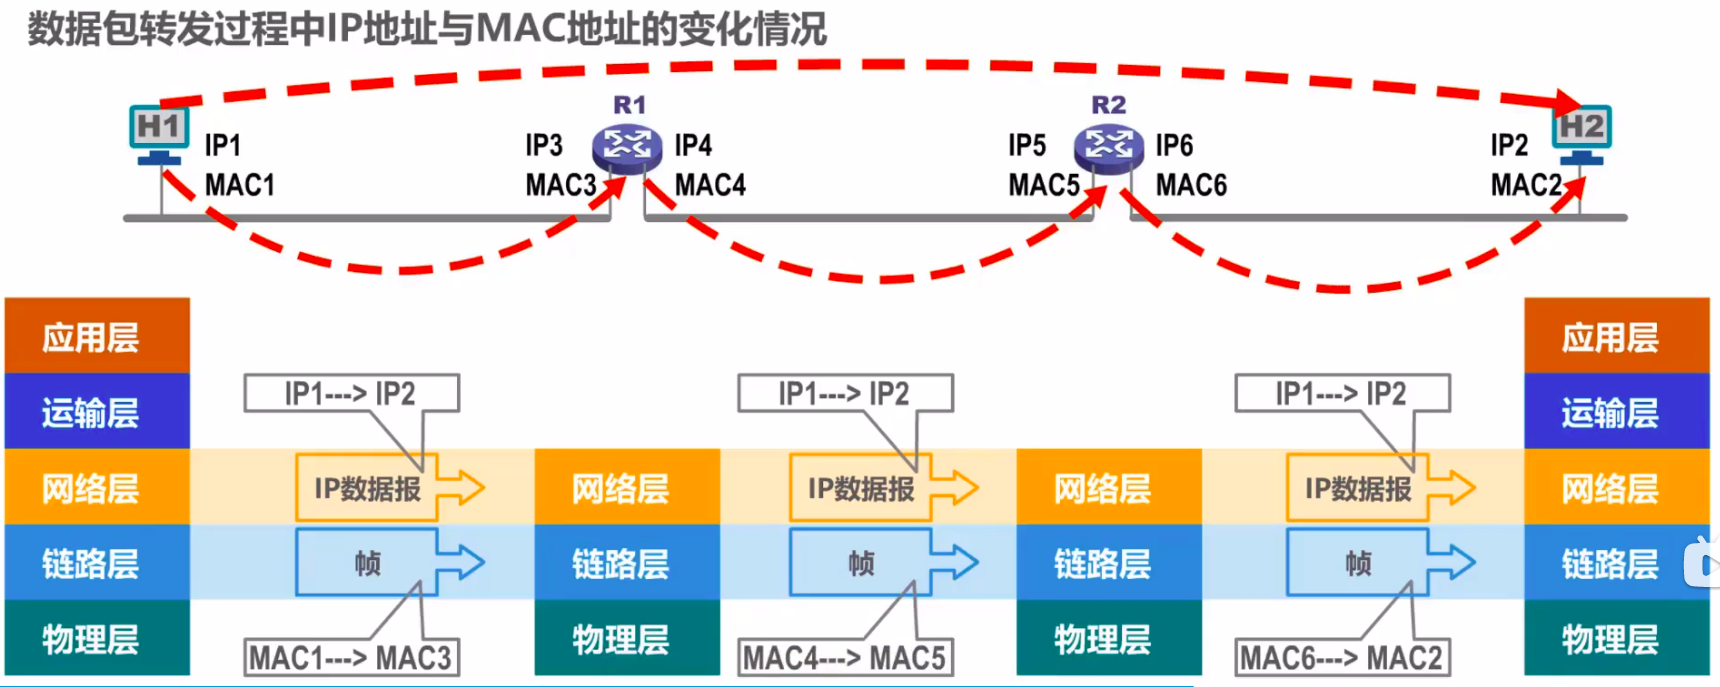 数据包转发过程中IP地址与MAC地址的变化情况
R1
R2
H1
H2
IP1
MAC1
IP3
MAC3
IP4
MAC4
IP5
MAC5
IP6
MAC6
IP2
MAC2
应用层
应用层
运输层
IP1---> IP2
IP1---> IP2
IP1---> IP2
运输层
网络层
IP数据报
网络层
IP数据报
网络层
IP数据报
网络层
链路层
帧
链路层
帧
链路层
帧
链路层
物理层
MAC1---> MAC3
物理层
MAC4---> MAC5
物理层
MAC6---> MAC2
物理层